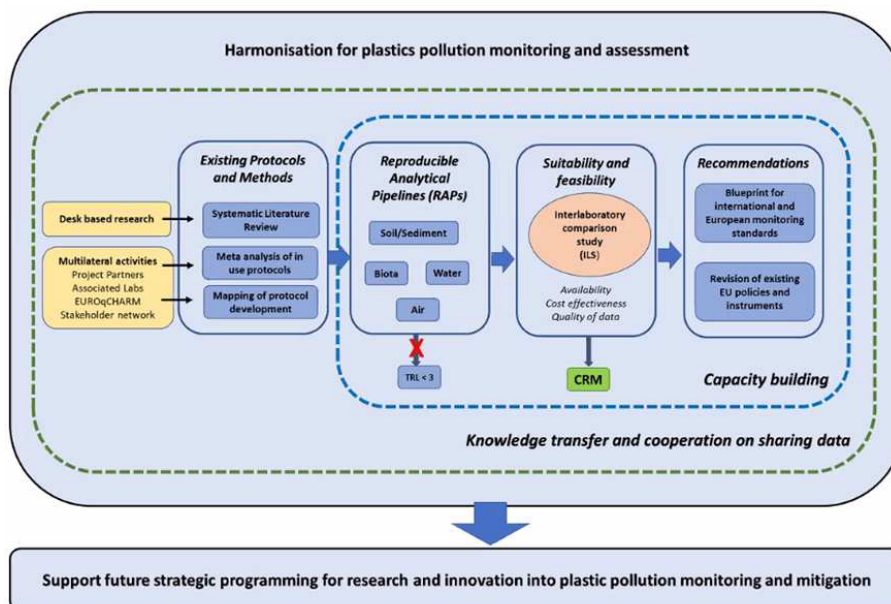 Harmonisation for plastics pollution monitoring and assessment
Existing Protocols
and Methods
Desk based research
Systematic Literature
Review
Multilateral activities
Project Partners
Associated Labs
EUROqCHARM
Stakeholder network
Meta analysis of in
use protocols
Mapping of protocol
development
Reproducible
Analytical
Pipelines (RAPs)
Soil/Sediment
Biota
Water
Air
TRL < 3
Suitability and
feasibility
Interlaboratory
comparison
study
(ILS)
Availability
Cost effectiveness
Quality of data
CRM
Recommendations
Blueprint for
international and
European monitoring
standards
Revision of existing
EU policies and
instruments
Capacity building
Knowledge transfer and cooperation on sharing data
Support future strategic programming for research and innovation into plastic pollution monitoring and mitigation